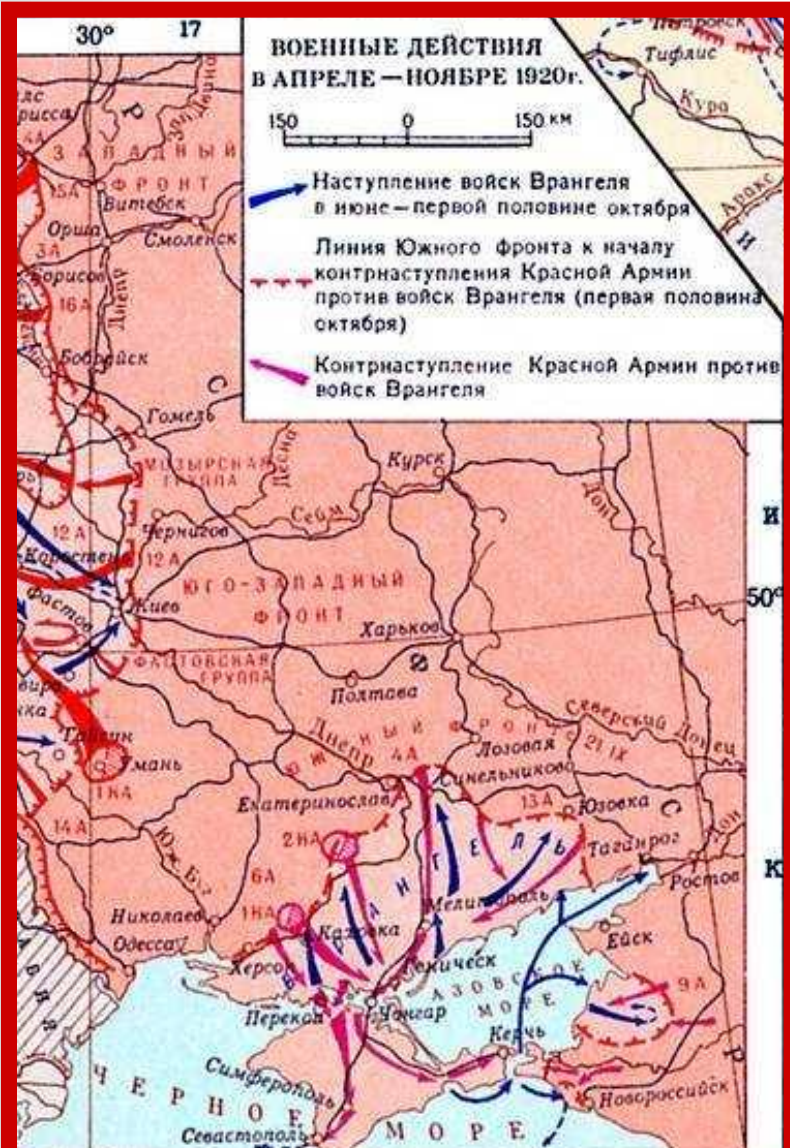 30°
17
ВОЕННЫЕ ДЕЙСТВИЯ
В АПРЕЛЕ — НОЯБРЕ 1920г.
150 0 150 км
Наступление войск Врангеля
в июне — первой половине октября
Линия Южного фронта к началу
контрнаступления Красной Армии
против войск Врангеля (первая половина
октября)
Контрнаступление Красной Армии против
войск Врангеля
Тифлис
Кура
Аракс
И
Р
4А
ЗАПАДНЫЙ
ФРОНТ
15А
Витебск
Орша
Смоленск
3А
16А
Днепр
Бобруйск
С
Гомель
МОЗЫРСКАЯ
ГРУППА
Десна
Курск
Сейм
Дон
И
12А
Чернигов
Коростень
12А
ЮГО-ЗАПАДНЫЙ
ФРОНТ
50°
Фастов
Киев
Харьков
Ф
ФАСТОВСКАЯ
ГРУППА
Полтава
Северский Донец
Днепр
ЮЖНЫЙ ФРОНТ с 21.IX
Лозовая
4А
Синельниково
Умань
1КА
Екатеринослав
13А
Юзовка
С
Дон
14А
2КА
Таганрог
ВРАНГЕЛЬ
К
Ростов
6А
Мелитополь
1КА
Николаев
Каховка
Ейск
Одесса
Херсон
Геническ
АЗОВСКОЕ
МОРЕ
9А
Перекоп
Чонгар
Керчь
Р
Симферополь
Новороссийск
ЧЕРНОЕ
МОРЕ
Севастополь